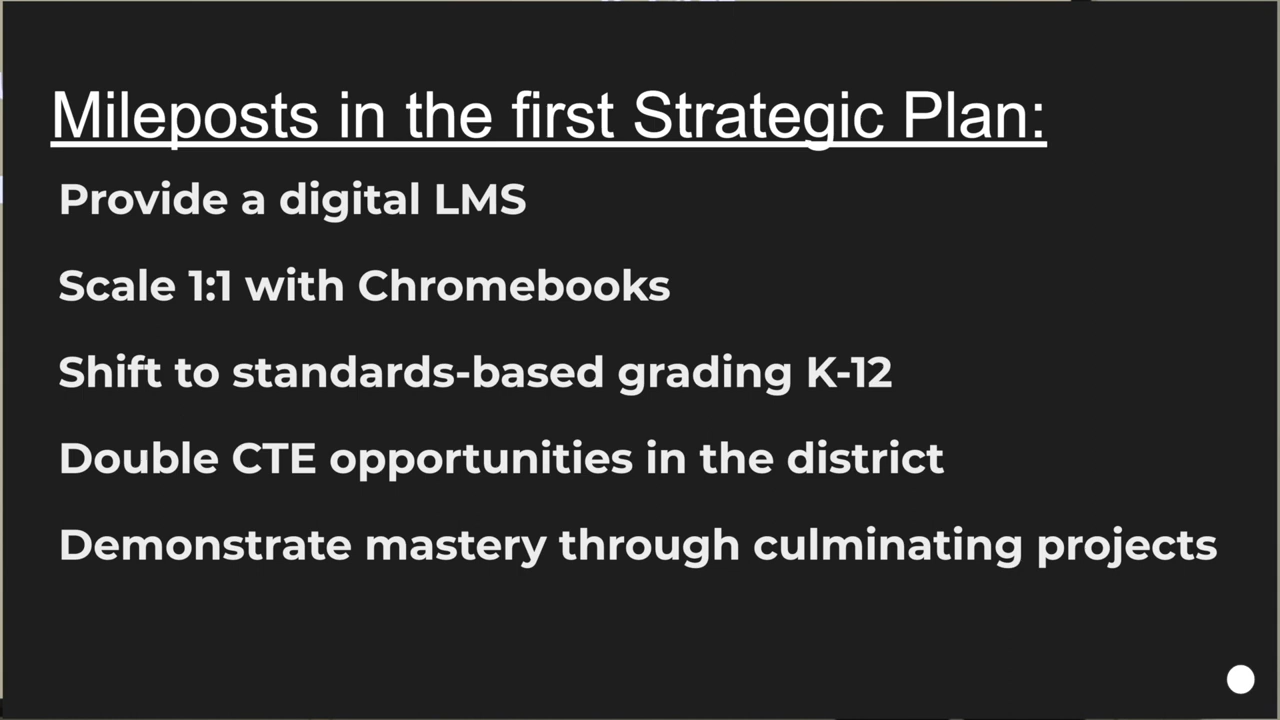 Mileposts in the first Strategic Plan:
Provide a digital LMS
Scale 1:1 with Chromebooks
Shift to standards-based grading K-12
Double CTE opportunities in the district
Demonstrate mastery through culminating projects